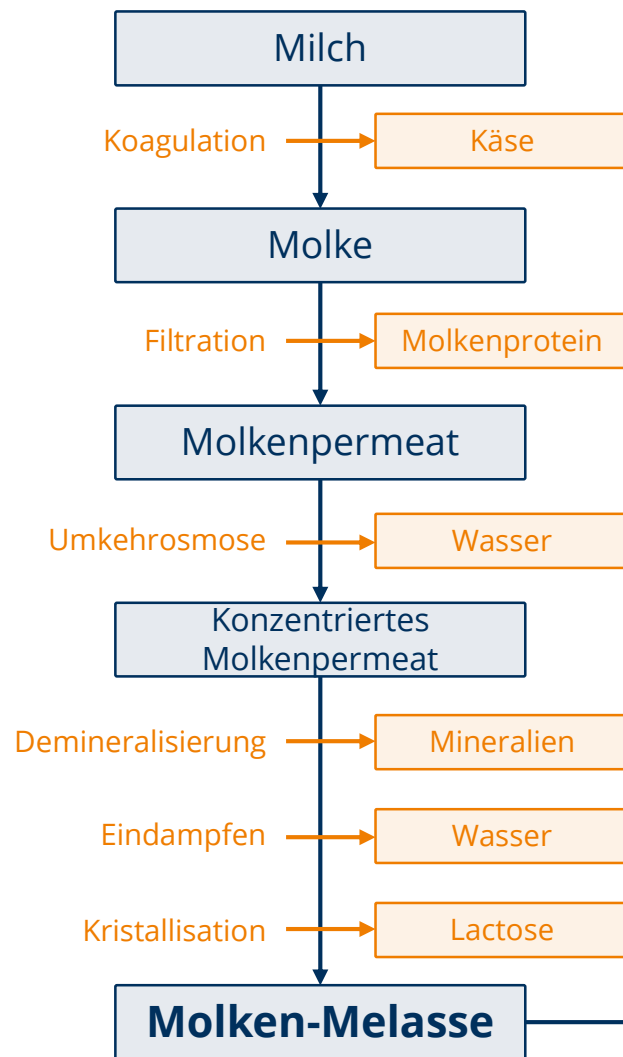 Milch
Koagulation
Käse
Molke
Filtration
Molkenprotein
Molkenpermeat
Umkehrosmose
Wasser
Konzentriertes
Molkenpermeat
Demineralisierung
Mineralien
Eindampfen
Wasser
Kristallisation
Lactose
Molken-Melasse